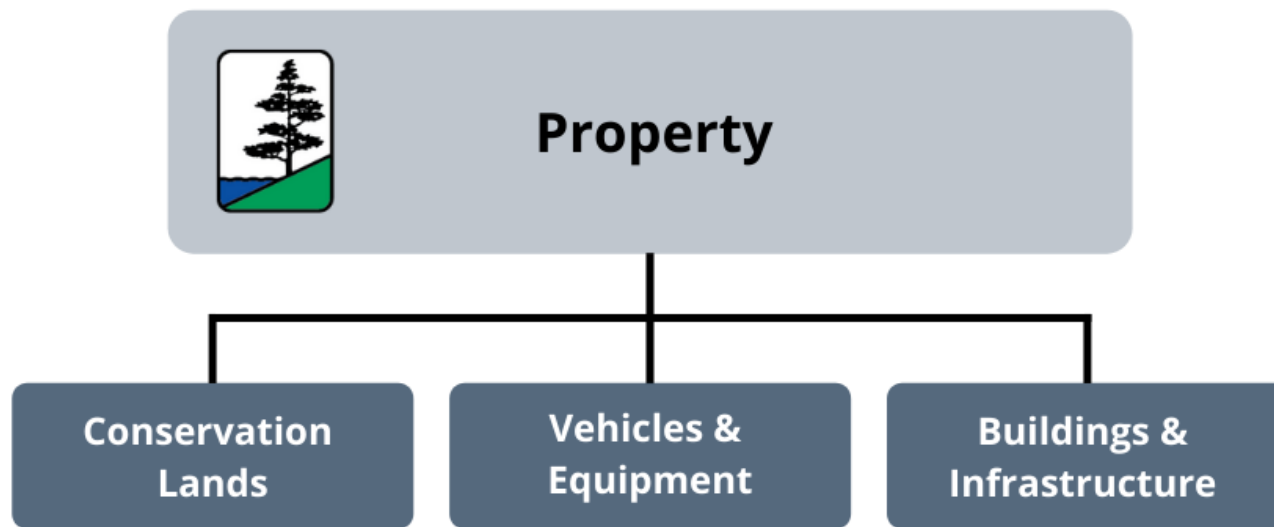 Property
Conservation
Lands
Vehicles &
Equipment
Buildings &
Infrastructure